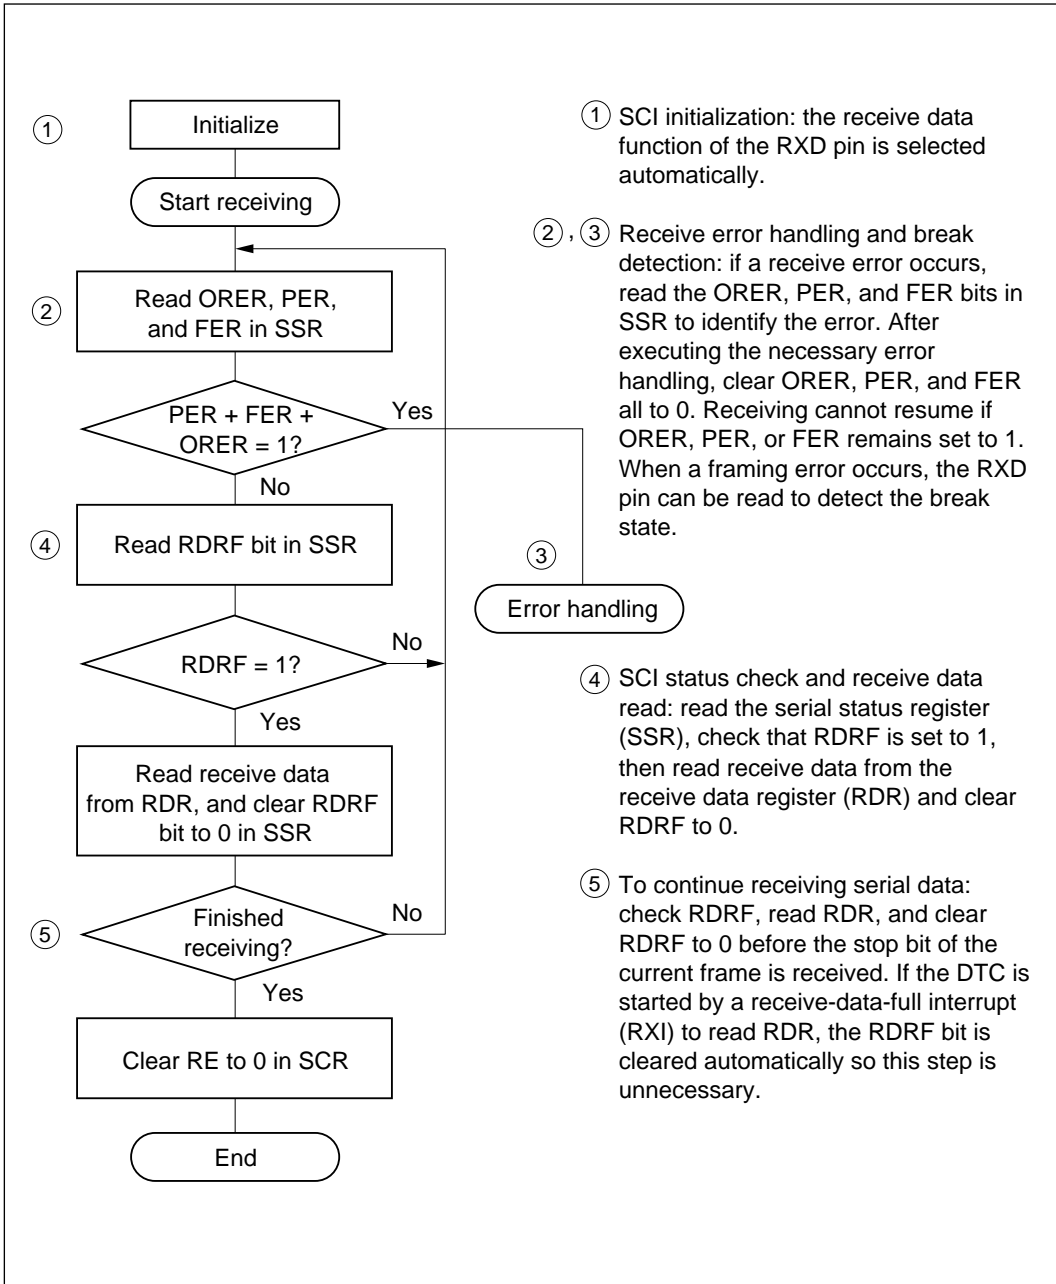 ① Initialize
Start receiving
② Read ORER, PER,
and FER in SSR
PER + FER +
ORER = 1?
Yes
No
④ Read RDRF bit in SSR
③
Error handling
RDRF = 1?
No
Yes
Read receive data
from RDR, and clear RDRF
bit to 0 in SSR
⑤ Finished
receiving?
No
Yes
Clear RE to 0 in SCR
End
① SCI initialization: the receive data
function of the RXD pin is selected
automatically.
②, ③ Receive error handling and break
detection: if a receive error occurs,
read the ORER, PER, and FER bits in
SSR to identify the error. After
executing the necessary error
handling, clear ORER, PER, and FER
all to 0. Receiving cannot resume if
ORER, PER, or FER remains set to 1.
When a framing error occurs, the RXD
pin can be read to detect the break
state.
④ SCI status check and receive data
read: read the serial status register
(SSR), check that RDRF is set to 1,
then read receive data from the
receive data register (RDR) and clear
RDRF to 0.
⑤ To continue receiving serial data:
check RDRF, read RDR, and clear
RDRF to 0 before the stop bit of the
current frame is received. If the DTC is
started by a receive-data-full interrupt
(RXI) to read RDR, the RDRF bit is
cleared automatically so this step is
unnecessary.